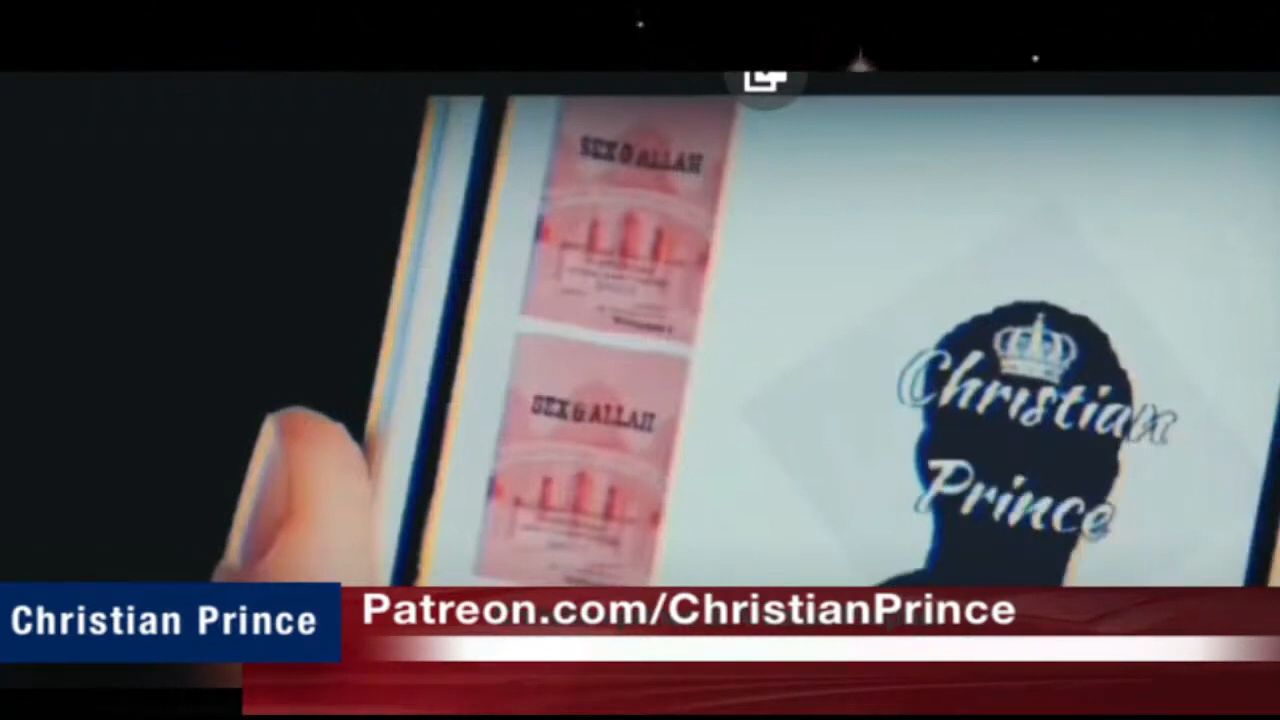 SEX & ALLAH
SEX & ALLAH
Christian
Prince
Christian Prince
Patreon.com/ChristianPrince